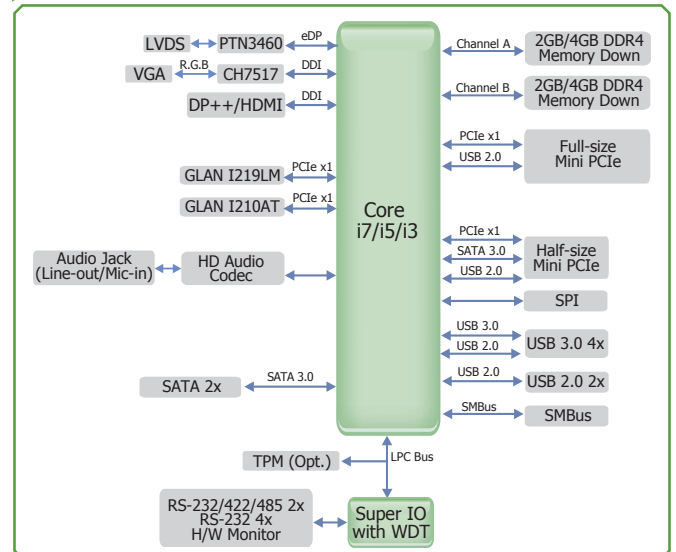 LVDS
PTN3460
eDP
VGA
R.G.B
CH7517
DDI
DP++/HDMI
DDI
GLAN I219LM
PCIe x1
GLAN I210AT
PCIe x1
Audio Jack
(Line-out/Mic-in)
HD Audio
Codec
SATA 2x
SATA 3.0
Core
i7/i5/i3
Channel A
2GB/4GB DDR4
Memory Down
Channel B
2GB/4GB DDR4
Memory Down
PCIe x1
USB 2.0
Full-size
Mini PCIe
PCIe x1
SATA 3.0
USB 2.0
Half-size
Mini PCIe
SPI
USB 3.0
USB 2.0
USB 3.0 4x
USB 2.0
USB 2.0 2x
SMBus
SMBus
TPM (Opt.)
LPC Bus
RS-232/422/485 2x
RS-232 4x
H/W Monitor
Super IO
with WDT